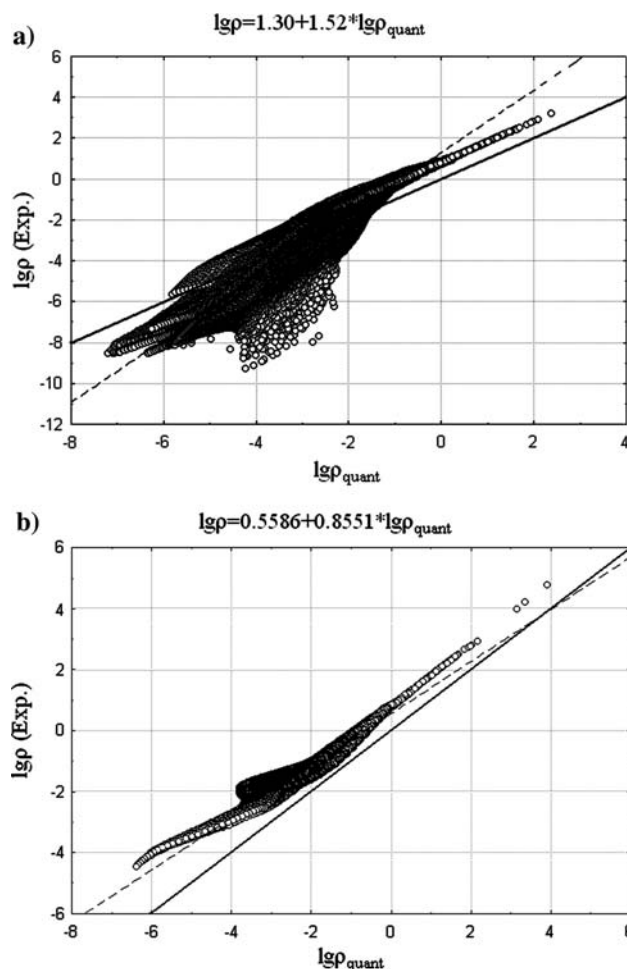 lgρ=1.30+1.52*lgρquant
a)
6
4
2
0
-2
-4
-6
-8
-10
-12
lgρ (Exp.)
-8 -6 -4 -2 0 2 4
lgρquant
b)
lgρ=0.5586+0.8551*lgρquant
6
4
2
0
-2
-4
-6
lgρ (Exp.)
-8 -6 -4 -2 0 2 4 6
lgρquant